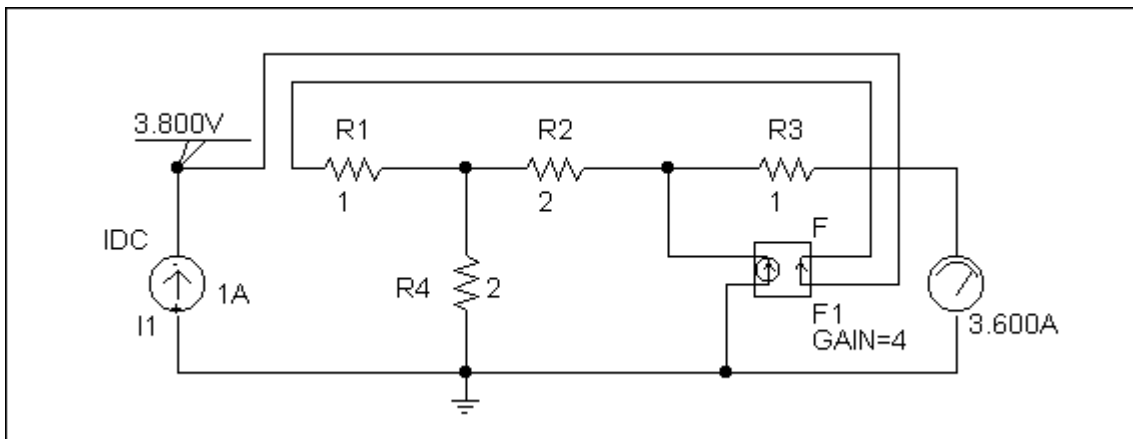 3.800V
R1
R2
R3
1
2
1
IDC
F
R4
2
1A
I1
F1
GAIN=4
3.600A